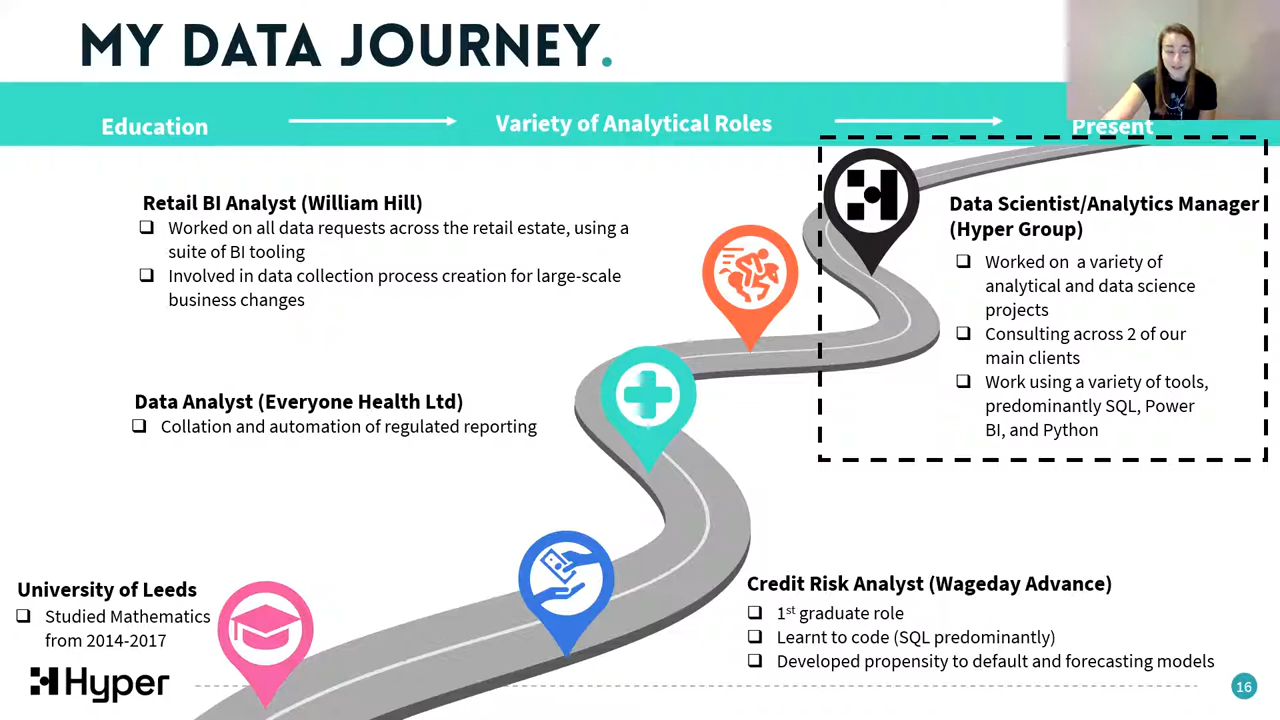 MY DATA JOURNEY.
Education
Variety of Analytical Roles
Present
Retail BI Analyst (William Hill)
❑ Worked on all data requests across the retail estate, using a
suite of BI tooling
❑ Involved in data collection process creation for large-scale
business changes
Data Scientist/Analytics Manager
(Hyper Group)
❑ Worked on a variety of
analytical and data science
projects
❑ Consulting across 2 of our
main clients
❑ Work using a variety of tools,
predominantly SQL, Power
BI, and Python
Data Analyst (Everyone Health Ltd)
❑ Collation and automation of regulated reporting
University of Leeds
❑ Studied Mathematics
from 2014-2017
Credit Risk Analyst (Wageday Advance)
❑ 1st graduate role
❑ Learnt to code (SQL predominantly)
❑ Developed propensity to default and forecasting models
Hyper
16